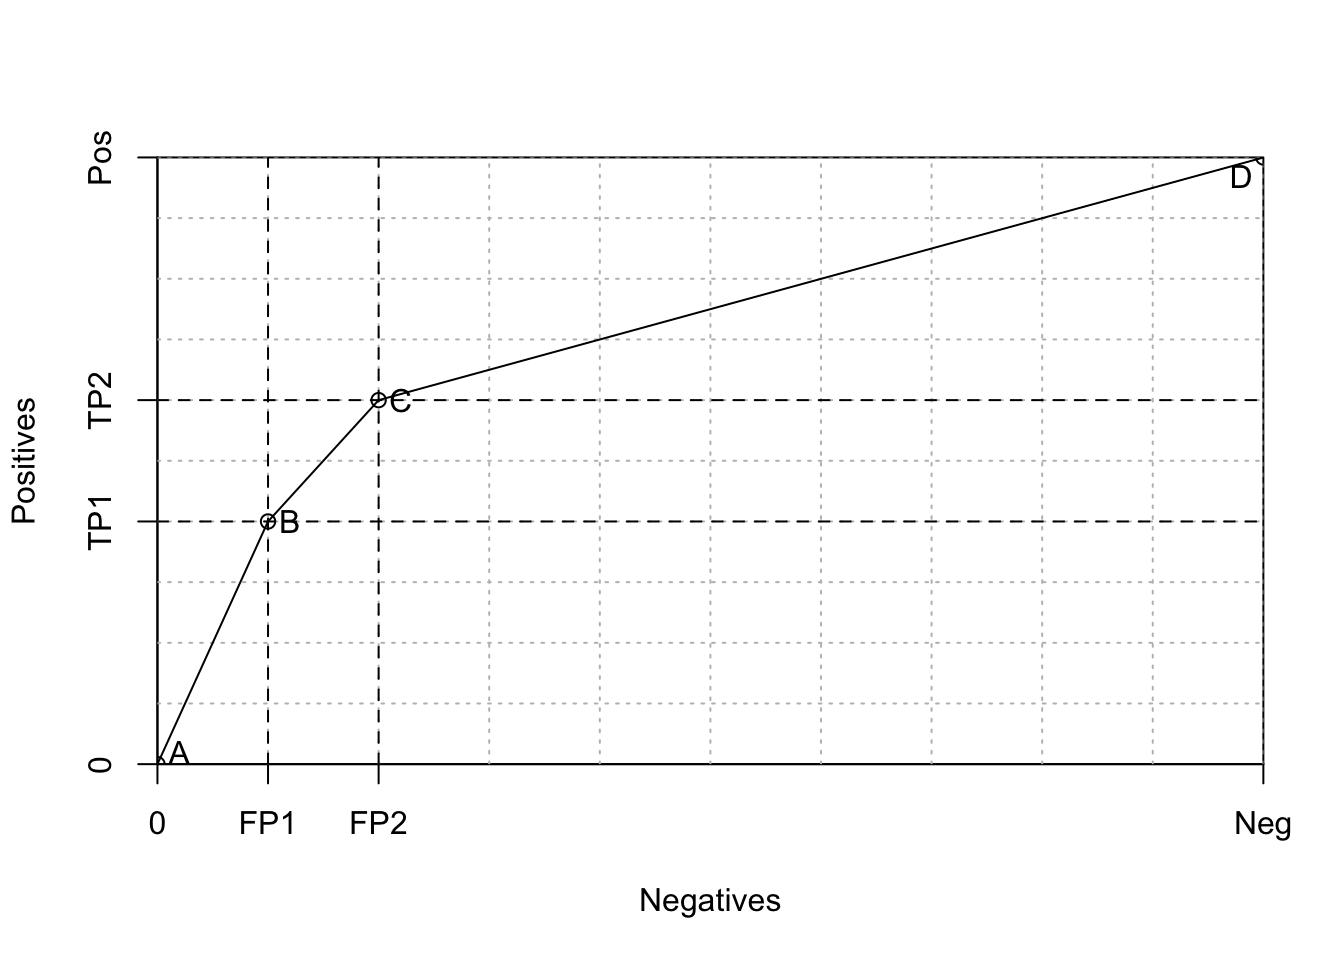 Pos
D
TP2
C
Positives
TP1
B
A
0
0 FP1 FP2 Neg
Negatives